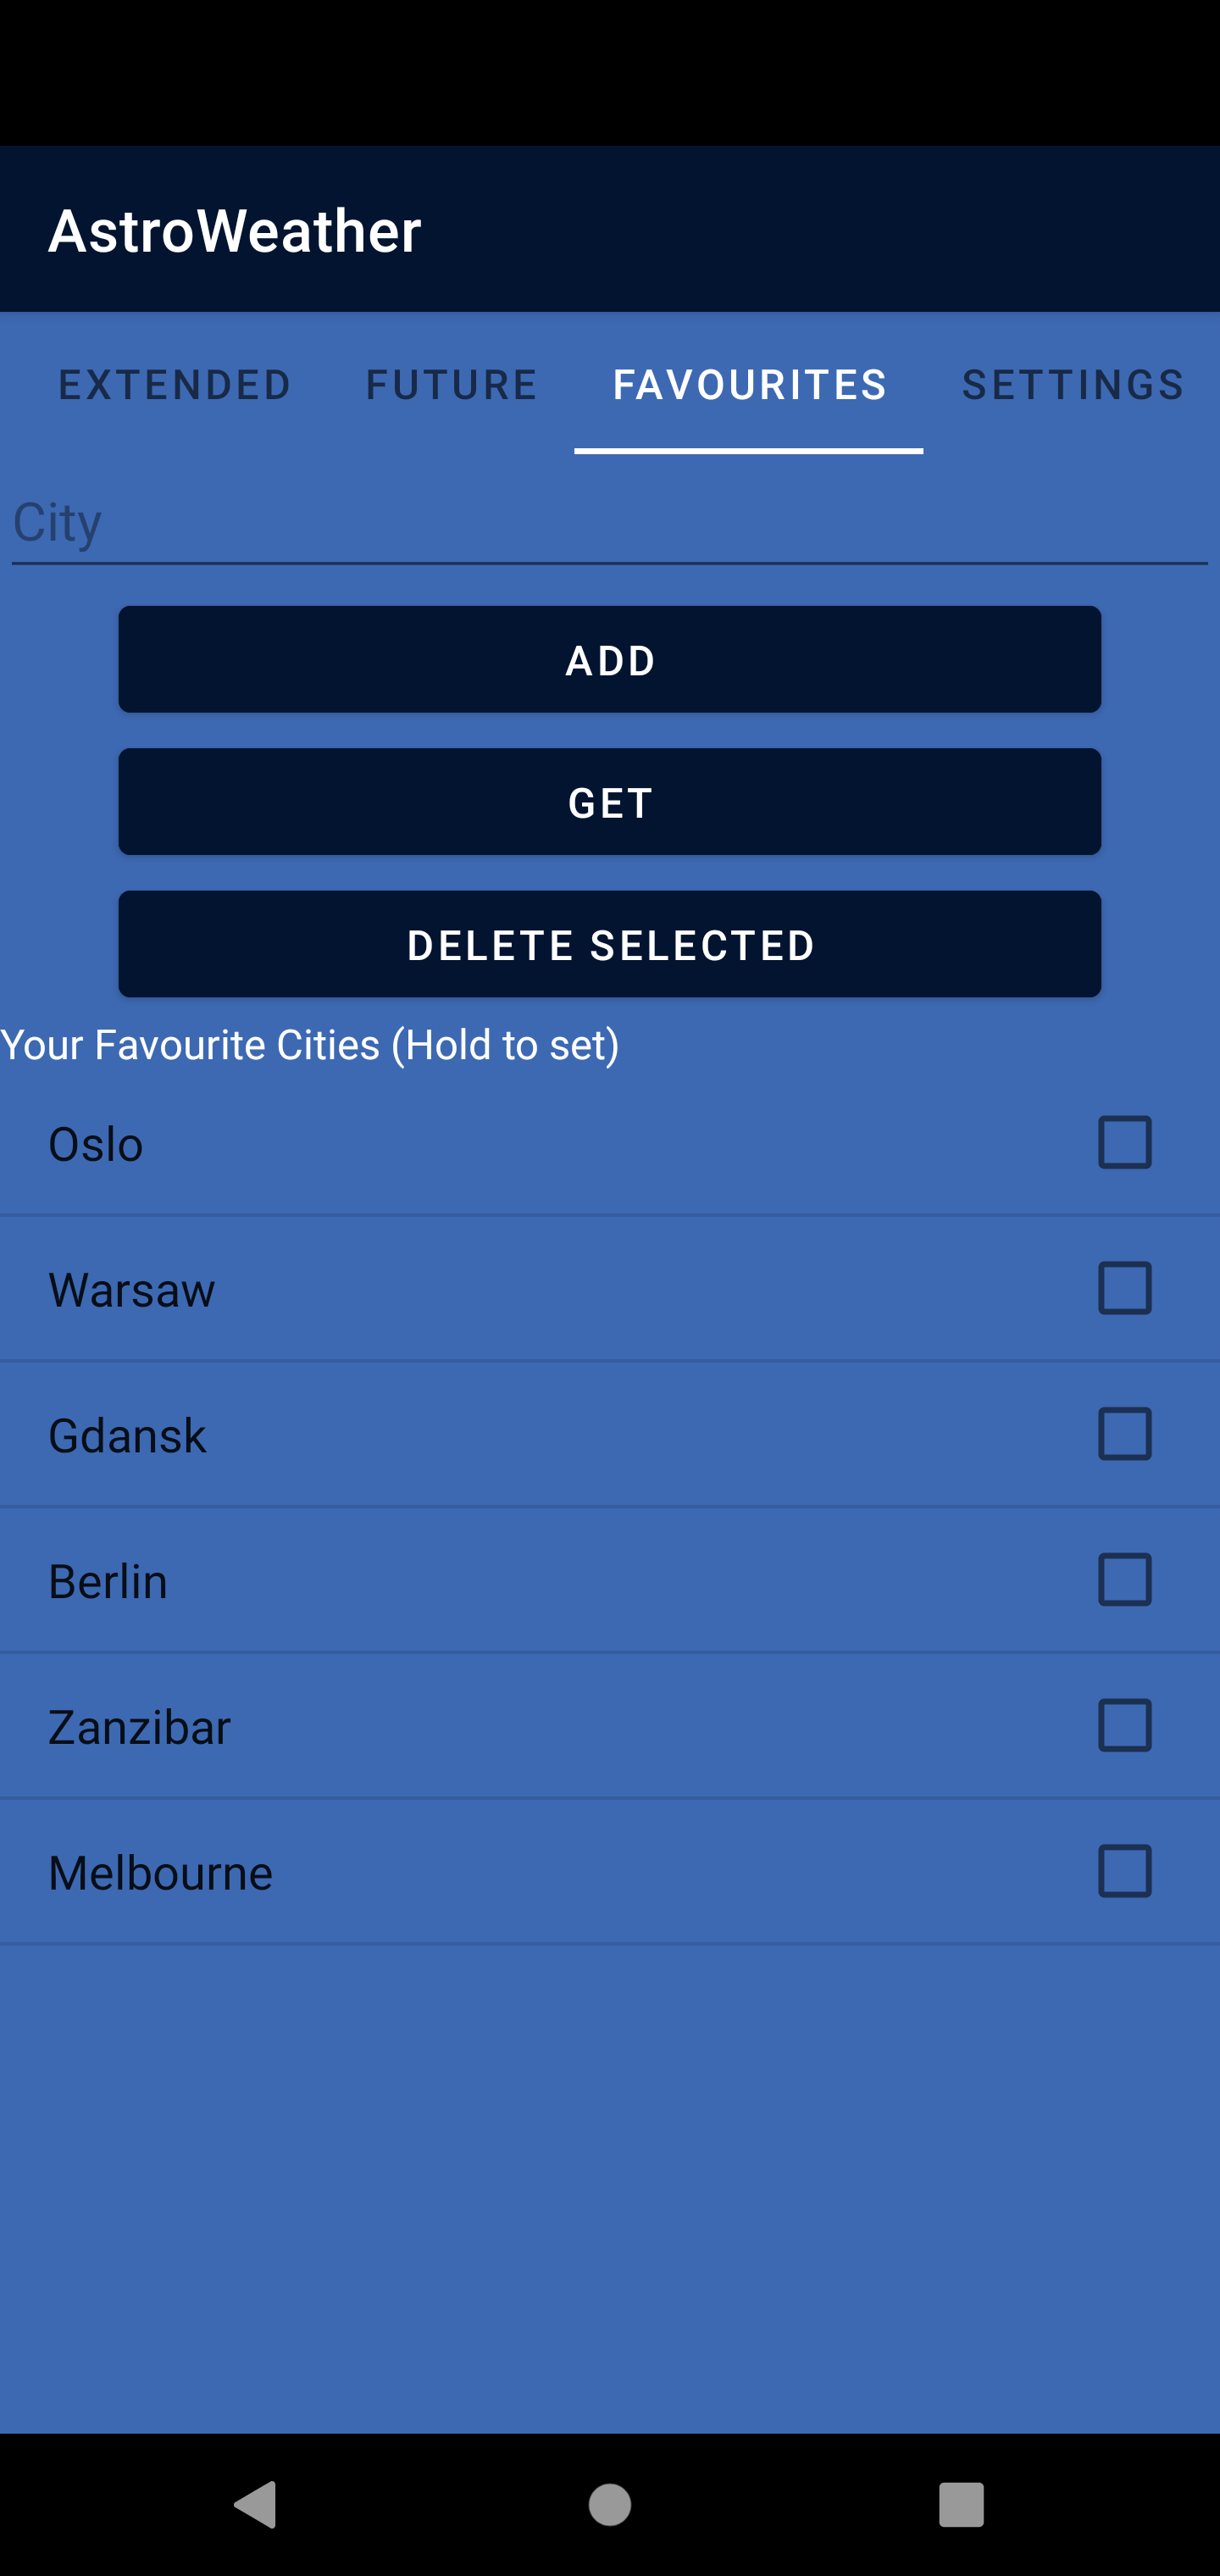 AstroWeather
EXTENDED FUTURE FAVOURITES SETTINGS
City
ADD
GET
DELETE SELECTED
Your Favourite Cities (Hold to set)
Oslo
Warsaw
Gdansk
Berlin
Zanzibar
Melbourne